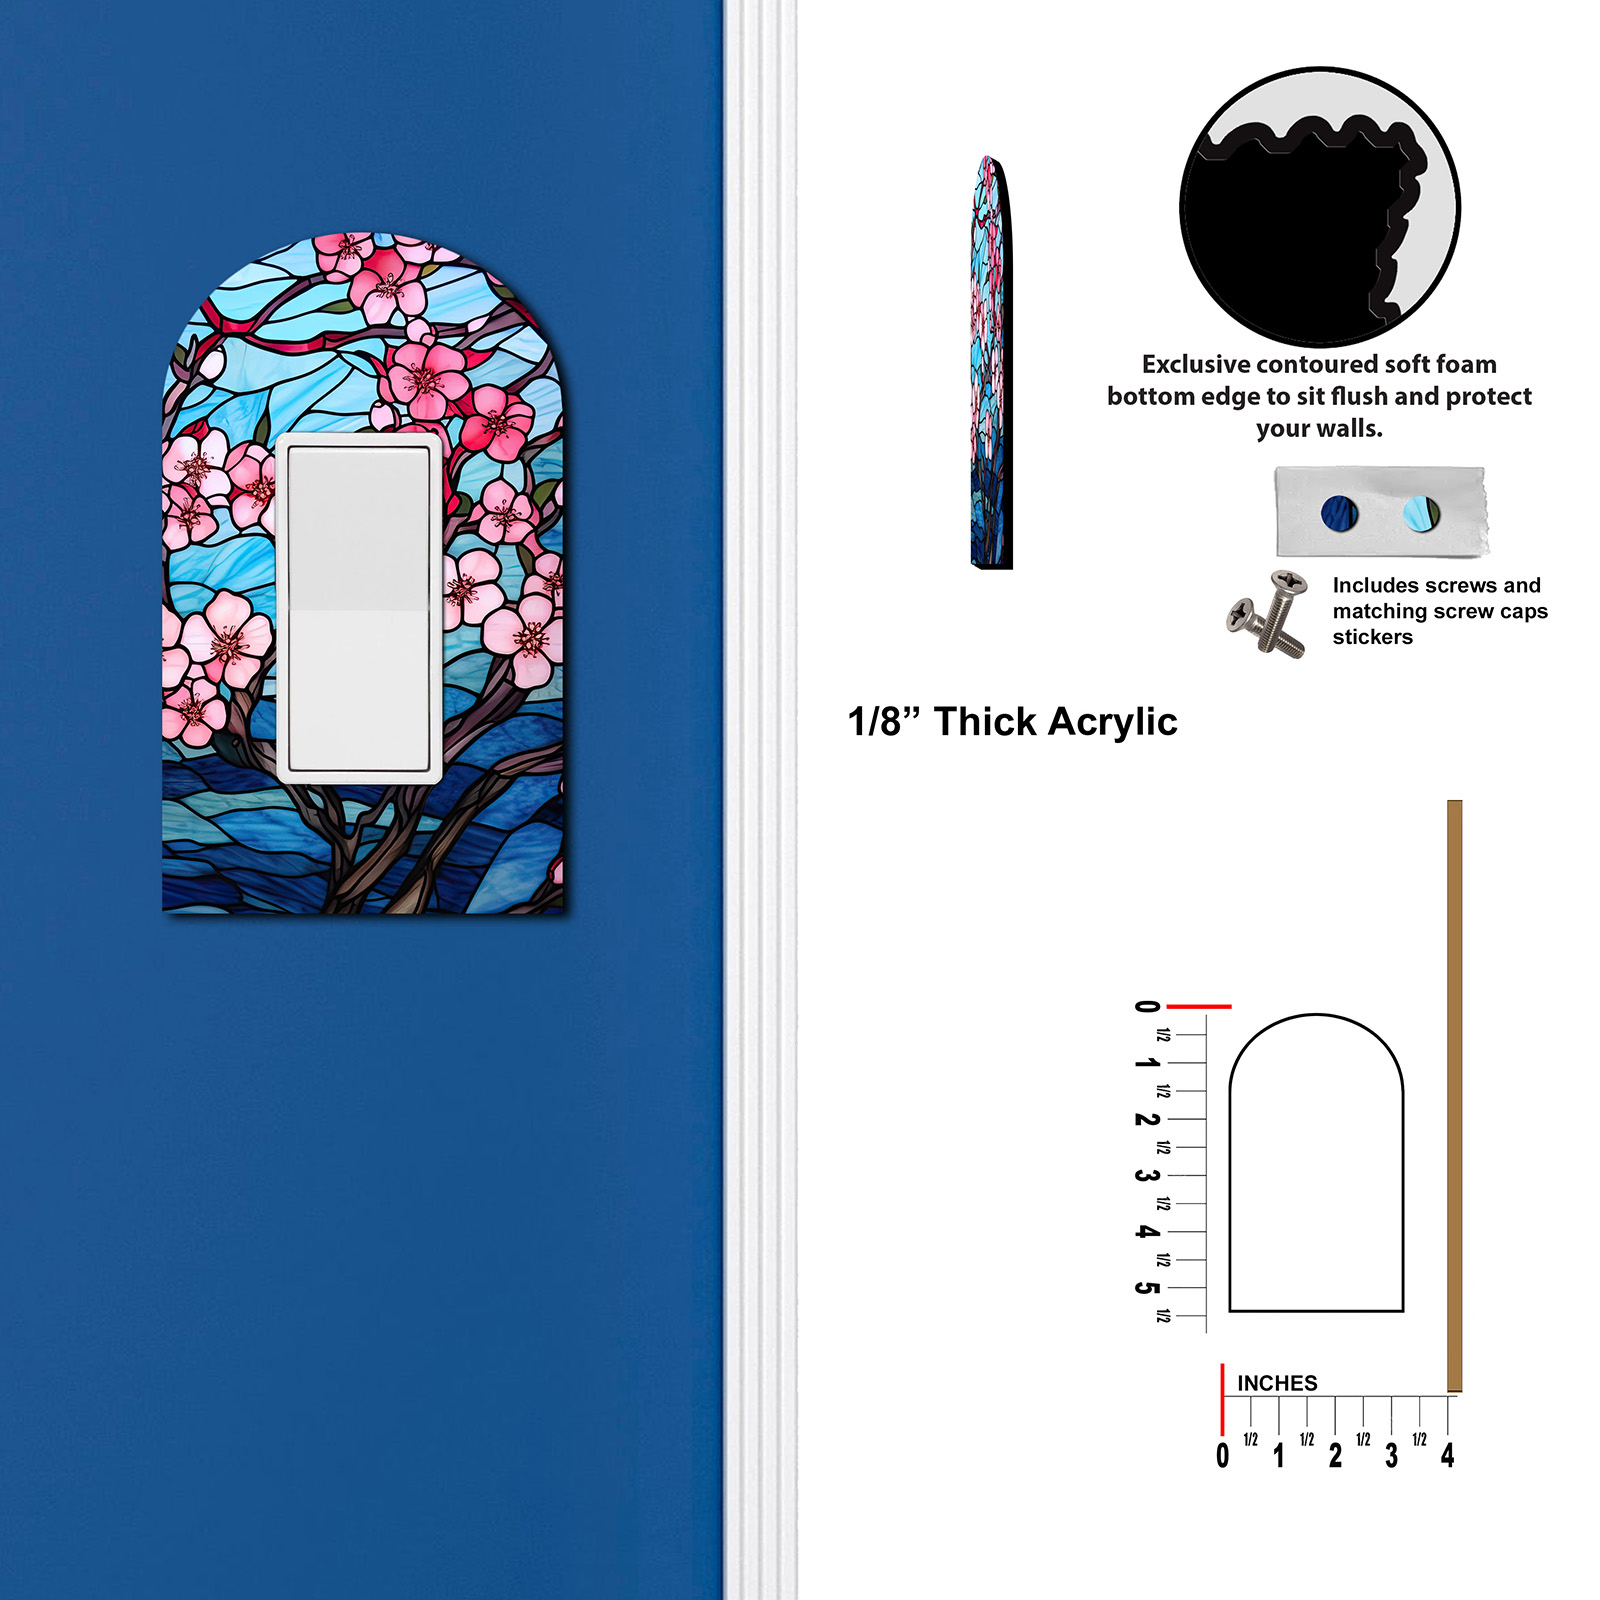 Exclusive contoured soft foam
bottom edge to sit flush and protect
your walls.
Includes screws and
matching screw caps
stickers
1/8” Thick Acrylic
0
1/2
1
1/2
2
1/2
3
1/2
4
1/2
5
1/2
INCHES
0 1/2 1 1/2 2 1/2 3 1/2 4